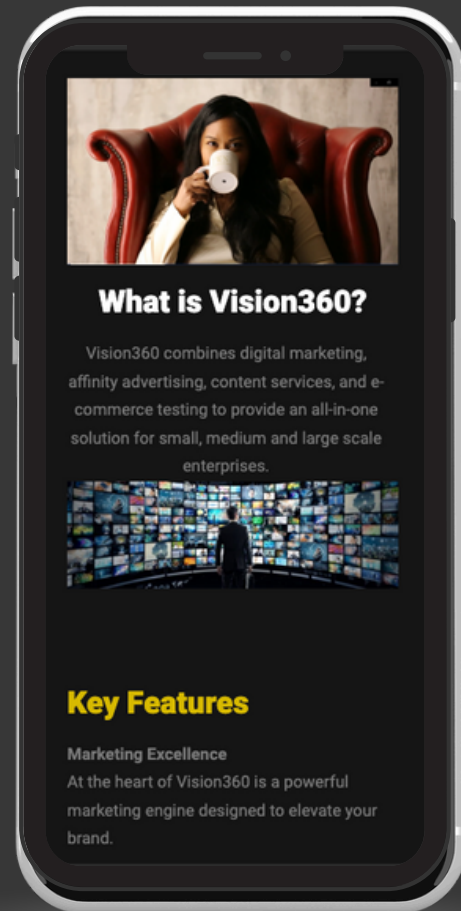 What is Vision360?
Vision360 combines digital marketing,
affinity advertising, content services, and e-
commerce testing to provide an all-in-one
solution for small, medium and large scale
enterprises.
Key Features
Marketing Excellence
At the heart of Vision360 is a powerful
marketing engine designed to elevate your
brand.